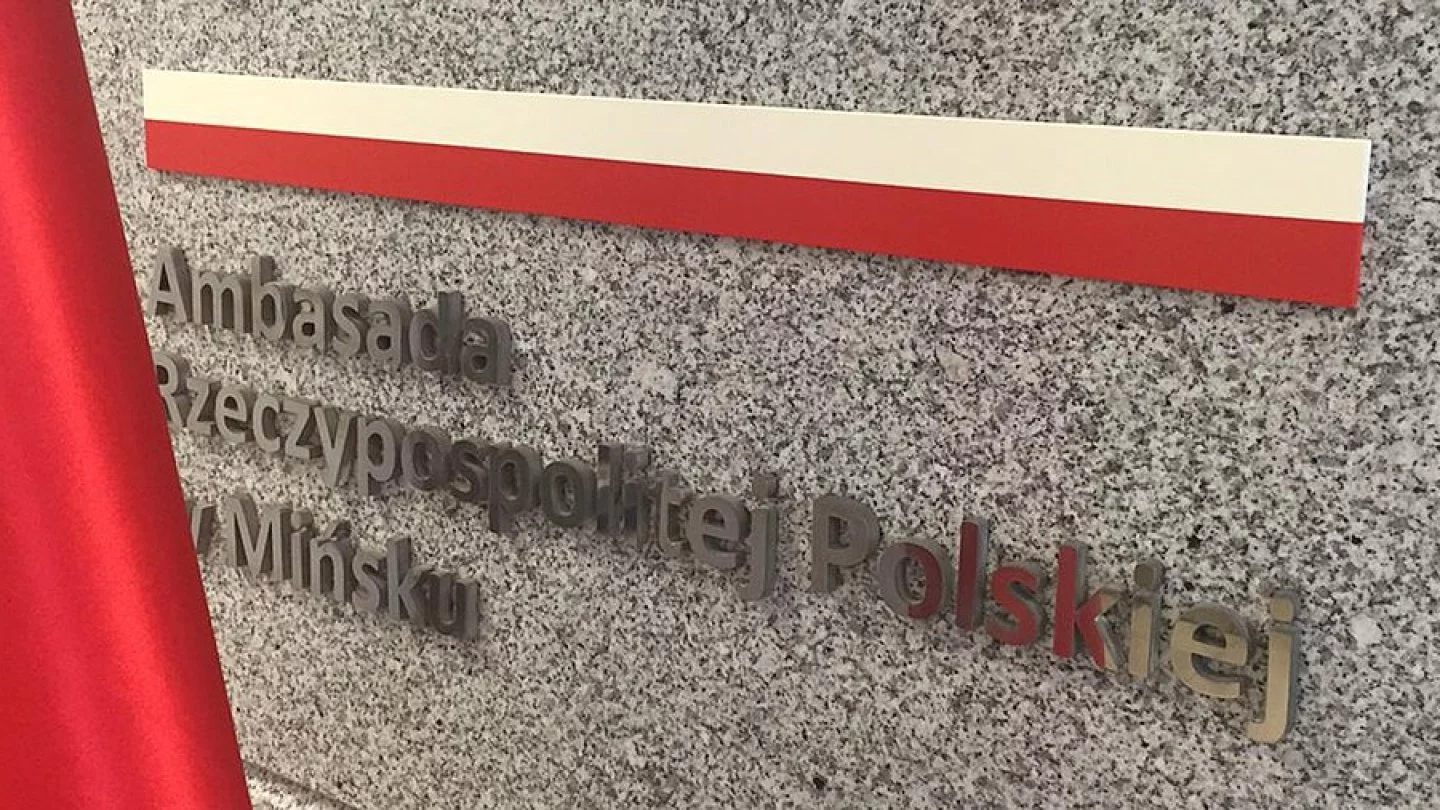 Ambasada
Rzeczypospolitej Polskiej
w Mińsku